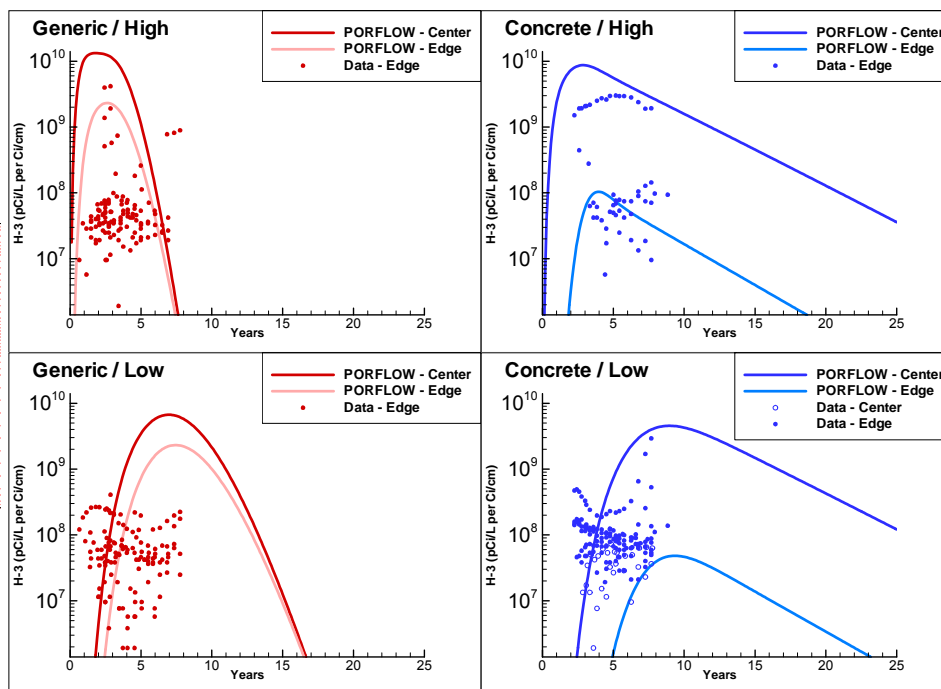 Generic / High
PORFLOW - Center
PORFLOW - Edge
Data - Edge
H-3 (pCi/L per Ci/cm)
10^10
10^9
10^8
10^7
0 5 10 15 20 25
Years
Concrete / High
PORFLOW - Center
PORFLOW - Edge
Data - Edge
H-3 (pCi/L per Ci/cm)
10^10
10^9
10^8
10^7
0 5 10 15 20 25
Years
Generic / Low
PORFLOW - Center
PORFLOW - Edge
Data - Edge
H-3 (pCi/L per Ci/cm)
10^10
10^9
10^8
10^7
0 5 10 15 20 25
Years
Concrete / Low
PORFLOW - Center
PORFLOW - Edge
Data - Center
Data - Edge
H-3 (pCi/L per Ci/cm)
10^10
10^9
10^8
10^7
0 5 10 15 20 25
Years